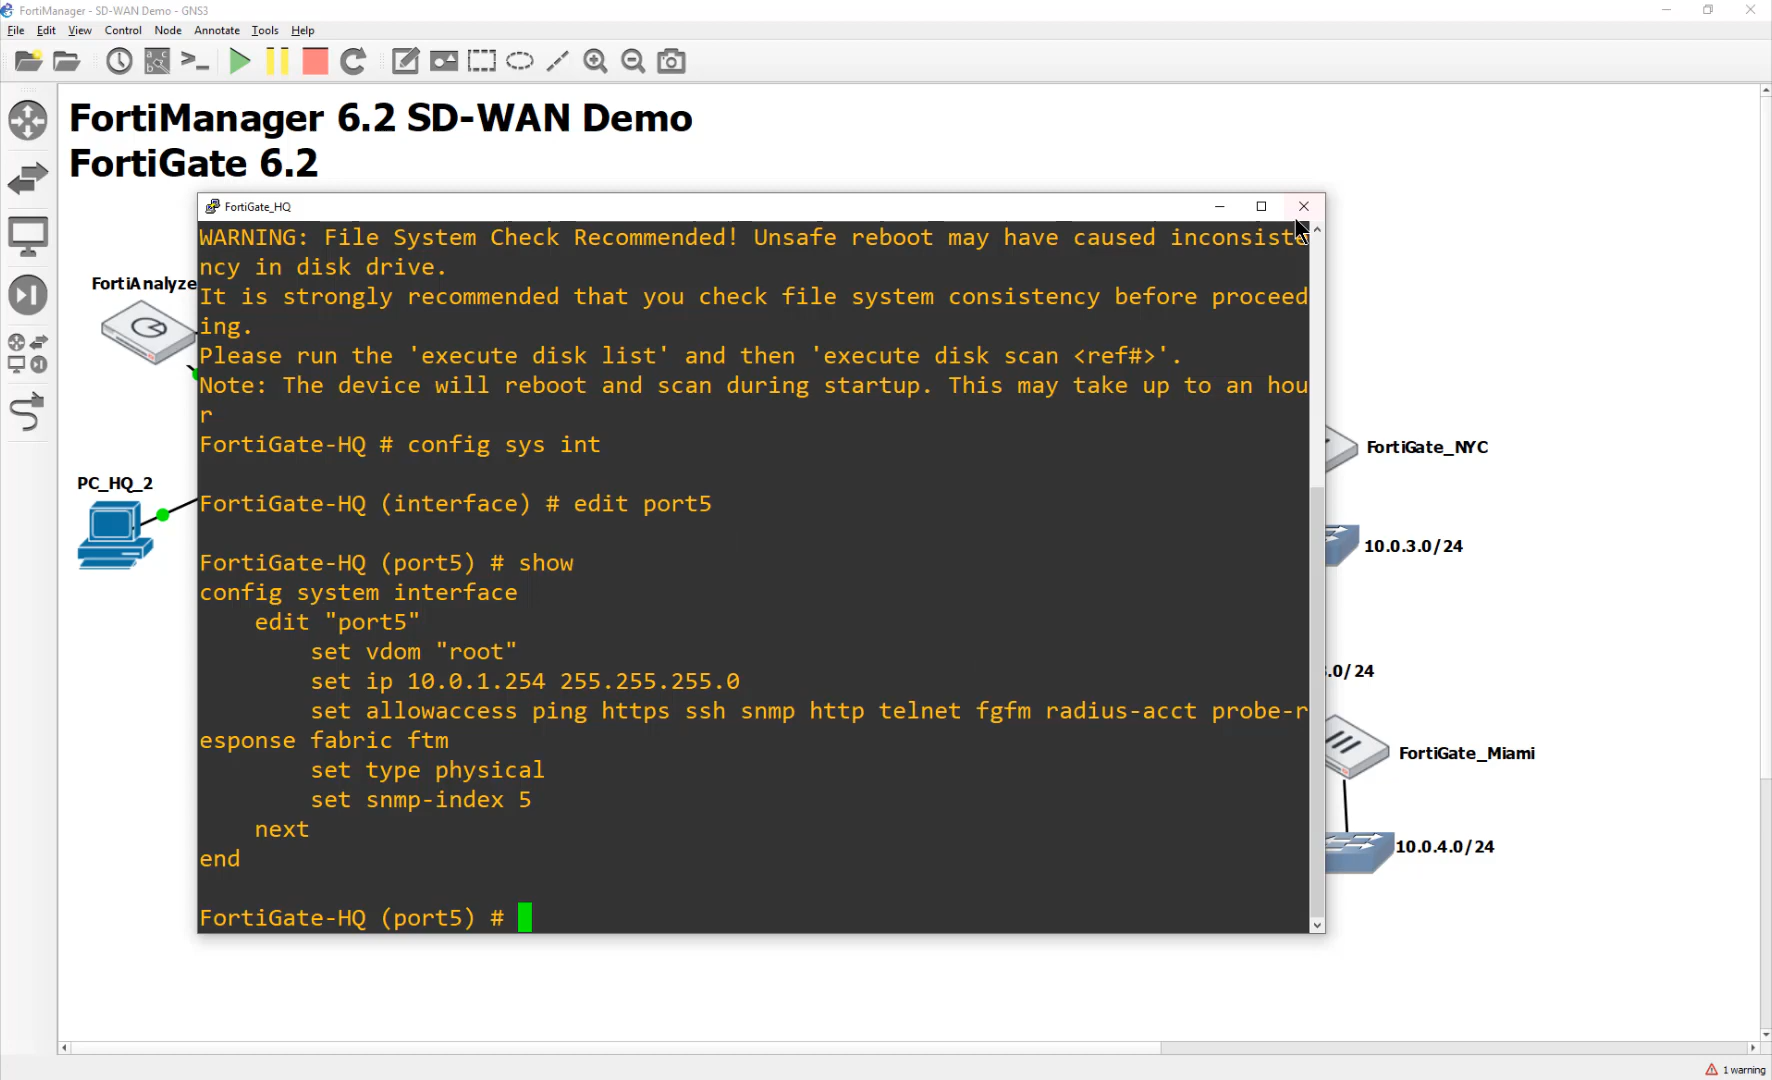 FortiManager - SD-WAN Demo - GNS3
File Edit View Control Node Annotate Tools Help
FortiManager 6.2 SD-WAN Demo
FortiGate 6.2
FortiGate_HQ
WARNING: File System Check Recommended! Unsafe reboot may have caused inconsiste
ncy in disk drive.
It is strongly recommended that you check file system consistency before proceed
ing.
Please run the 'execute disk list' and then 'execute disk scan <ref#>'.
Note: The device will reboot and scan during startup. This may take up to an hou
r
FortiGate-HQ # config sys int
FortiGate-HQ (interface) # edit port5
FortiGate-HQ (port5) # show
config system interface
    edit "port5"
        set vdom "root"
        set ip 10.0.1.254 255.255.255.0
        set allowaccess ping https ssh snmp http telnet fgfm radius-acct probe-r
esponse fabric ftm
        set type physical
        set snmp-index 5
    next
end
FortiGate-HQ (port5) #
FortiAnalyze
PC_HQ_2
FortiGate_NYC
10.0.3.0/24
.0/24
FortiGate_Miami
10.0.4.0/24
1 warning